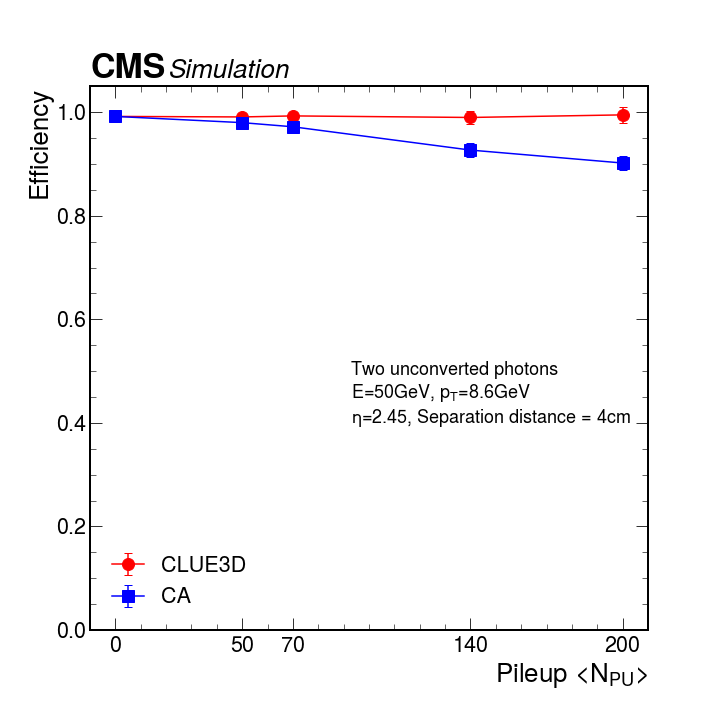 CMS Simulation
Efficiency
1.0
0.8
0.6
0.4
0.2
0.0
Two unconverted photons
E=50GeV, pT=8.6GeV
η=2.45, Separation distance = 4cm
CLUE3D
CA
0 50 70 140 200
Pileup <NPU>